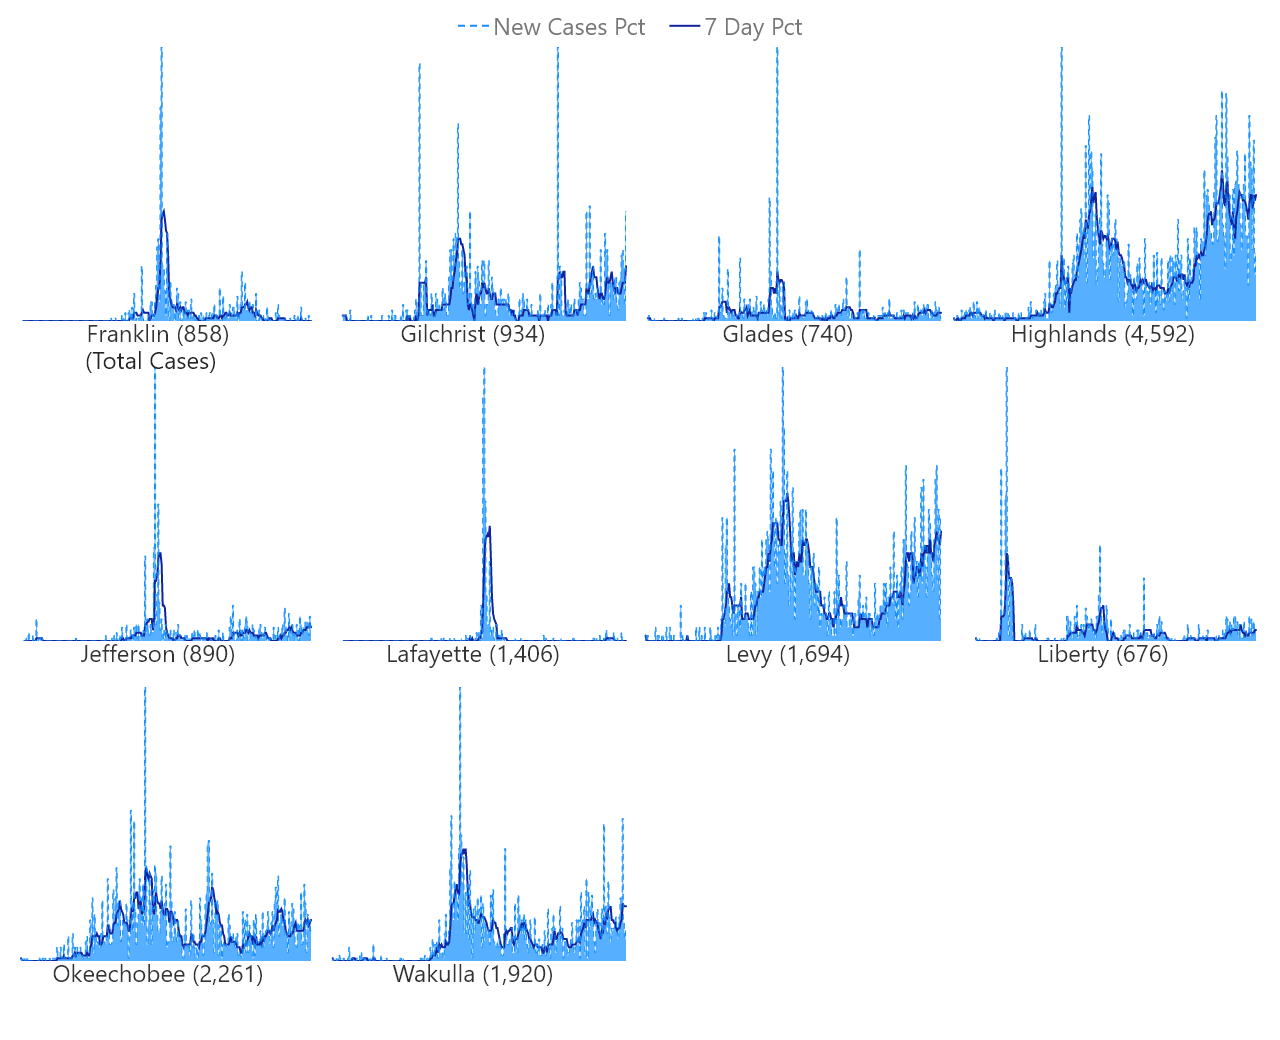 New Cases Pct 7 Day Pct
Franklin (858) Gilchrist (934) Glades (740) Highlands (4,592)
(Total Cases)
Jefferson (890) Lafayette (1,406) Levy (1,694) Liberty (676)
Okeechobee (2,261) Wakulla (1,920)